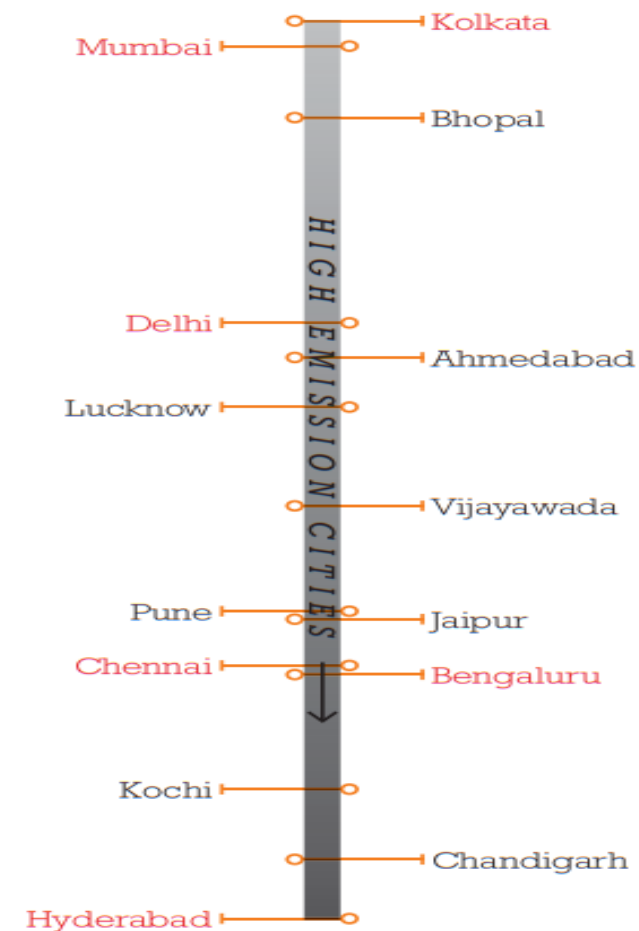 Kolkata
Mumbai
Bhopal
HIGH EMISSION CITIES
Delhi
Ahmedabad
Lucknow
Vijayawada
Pune
Jaipur
Chennai
Bengaluru
Kochi
Chandigarh
Hyderabad